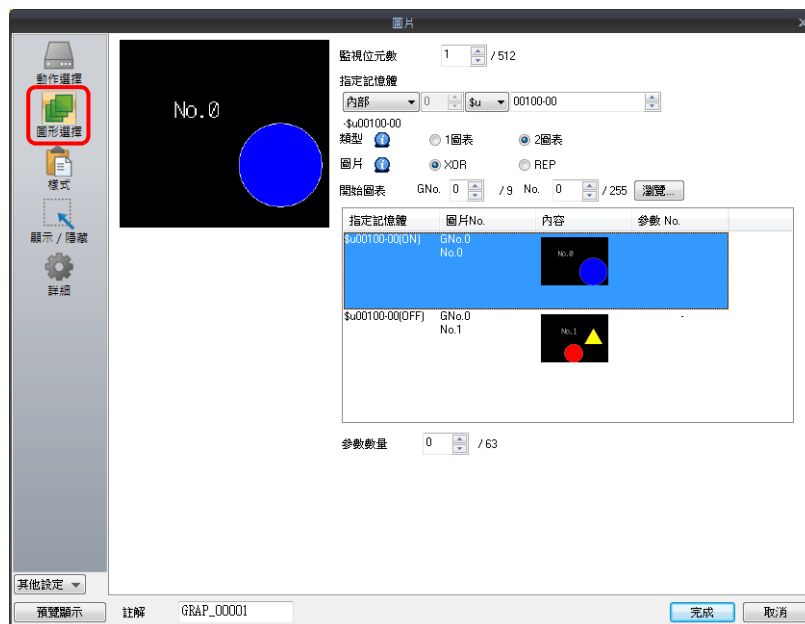 圖片
動作選擇
圖形選擇
樣式
顯示 / 隱藏
詳細
No.0
監視位元數 1 / 512
指定記憶體
內部 0 $u 00100-00
-$u00100-00
類型 1圖表 2圖表
圖片 XOR REP
開始圖表 GNo. 0 / 9 No. 0 / 255 瀏覽...
指定記憶體 圖片No. 內容 參數 No.
$u00100-00(ON) GNo.0
No.0
No.0
$u00100-00(OFF) GNo.0 -
No.1
No.1
參數數量 0 / 63
其他設定
預覽顯示 註解 GRAP_00001 完成 取消